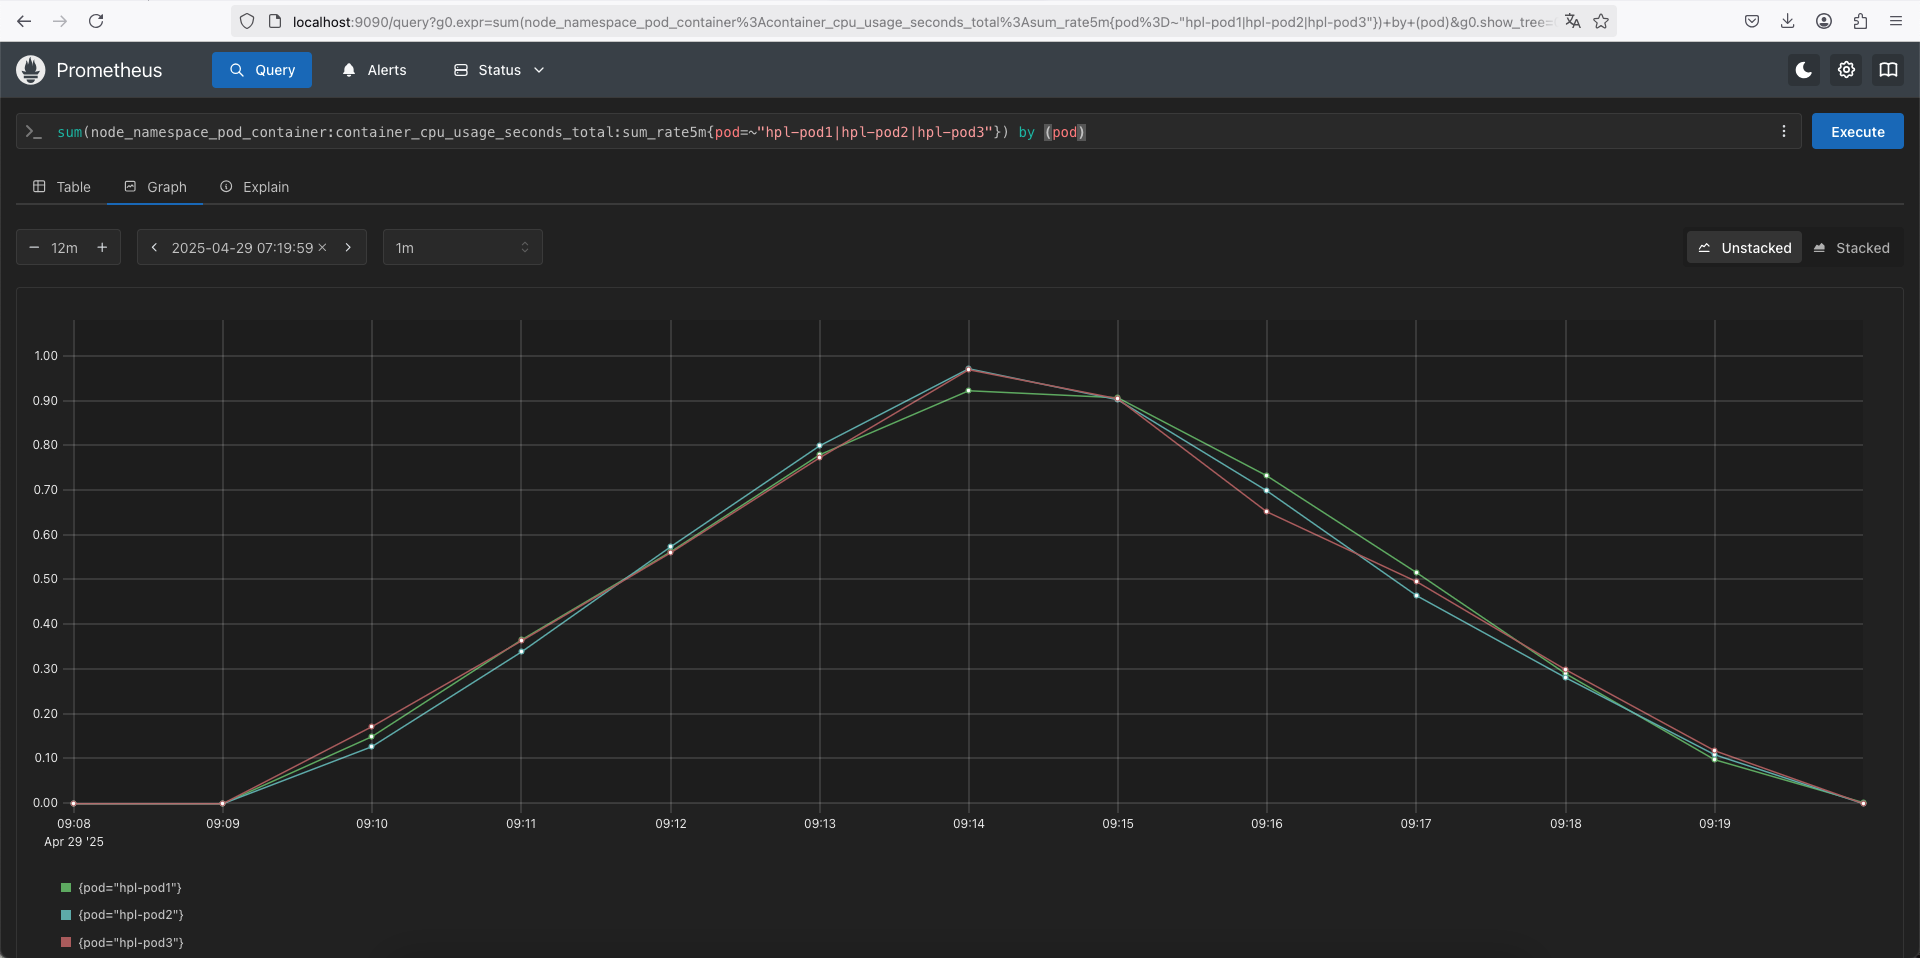 localhost:9090/query?g0.expr=sum(node_namespace_pod_container%3Acontainer_cpu_usage_seconds_total%3Asum_rate5m{pod%3D~"hpl-pod1|hpl-pod2|hpl-pod3"})+by+(pod)&g0.show_tree=
Prometheus
Query
Alerts
Status
>_ sum(node_namespace_pod_container:container_cpu_usage_seconds_total:sum_rate5m{pod=~"hpl-pod1|hpl-pod2|hpl-pod3"}) by (pod)
Execute
Table
Graph
Explain
− 12m +
2025-04-29 07:19:59 ×
1m
Unstacked
Stacked
1.00
0.90
0.80
0.70
0.60
0.50
0.40
0.30
0.20
0.10
0.00
09:08 09:09 09:10 09:11 09:12 09:13 09:14 09:15 09:16 09:17 09:18 09:19
Apr 29 '25
{pod="hpl-pod1"}
{pod="hpl-pod2"}
{pod="hpl-pod3"}